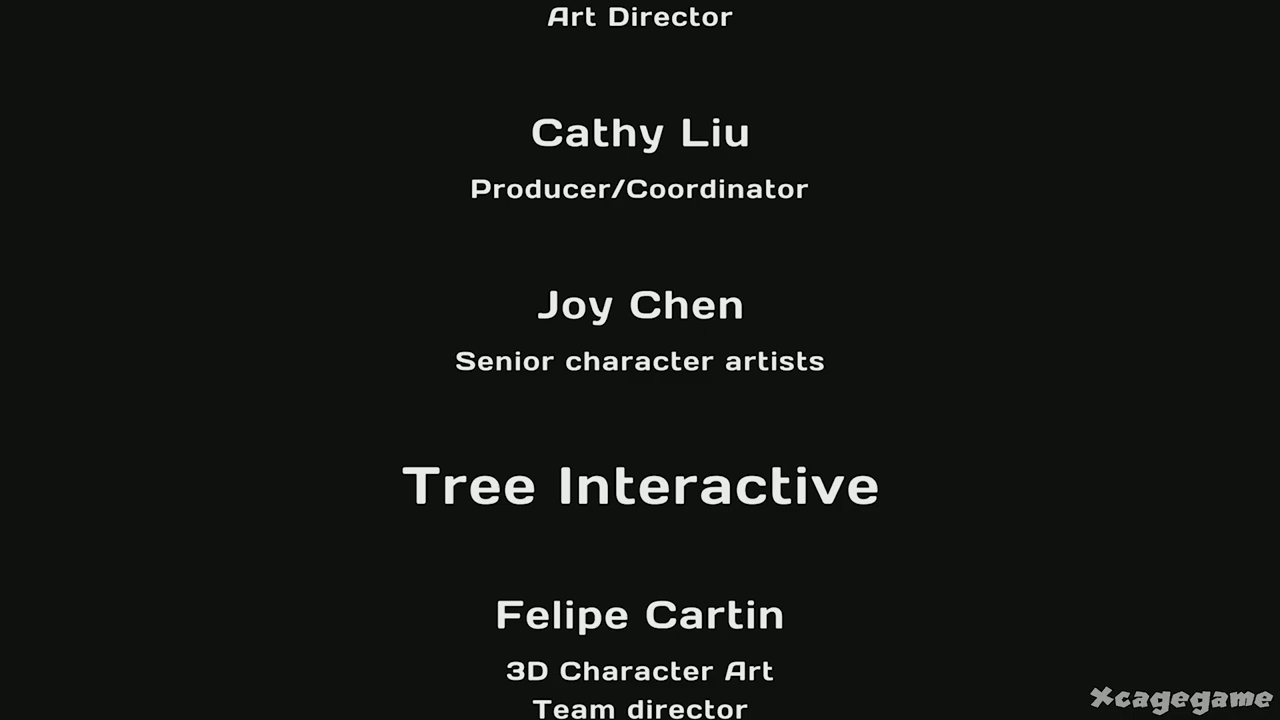 Art Director
Cathy Liu
Producer/Coordinator
Joy Chen
Senior character artists
Tree Interactive
Felipe Cartin
3D Character Art
Team director
Xcagegame